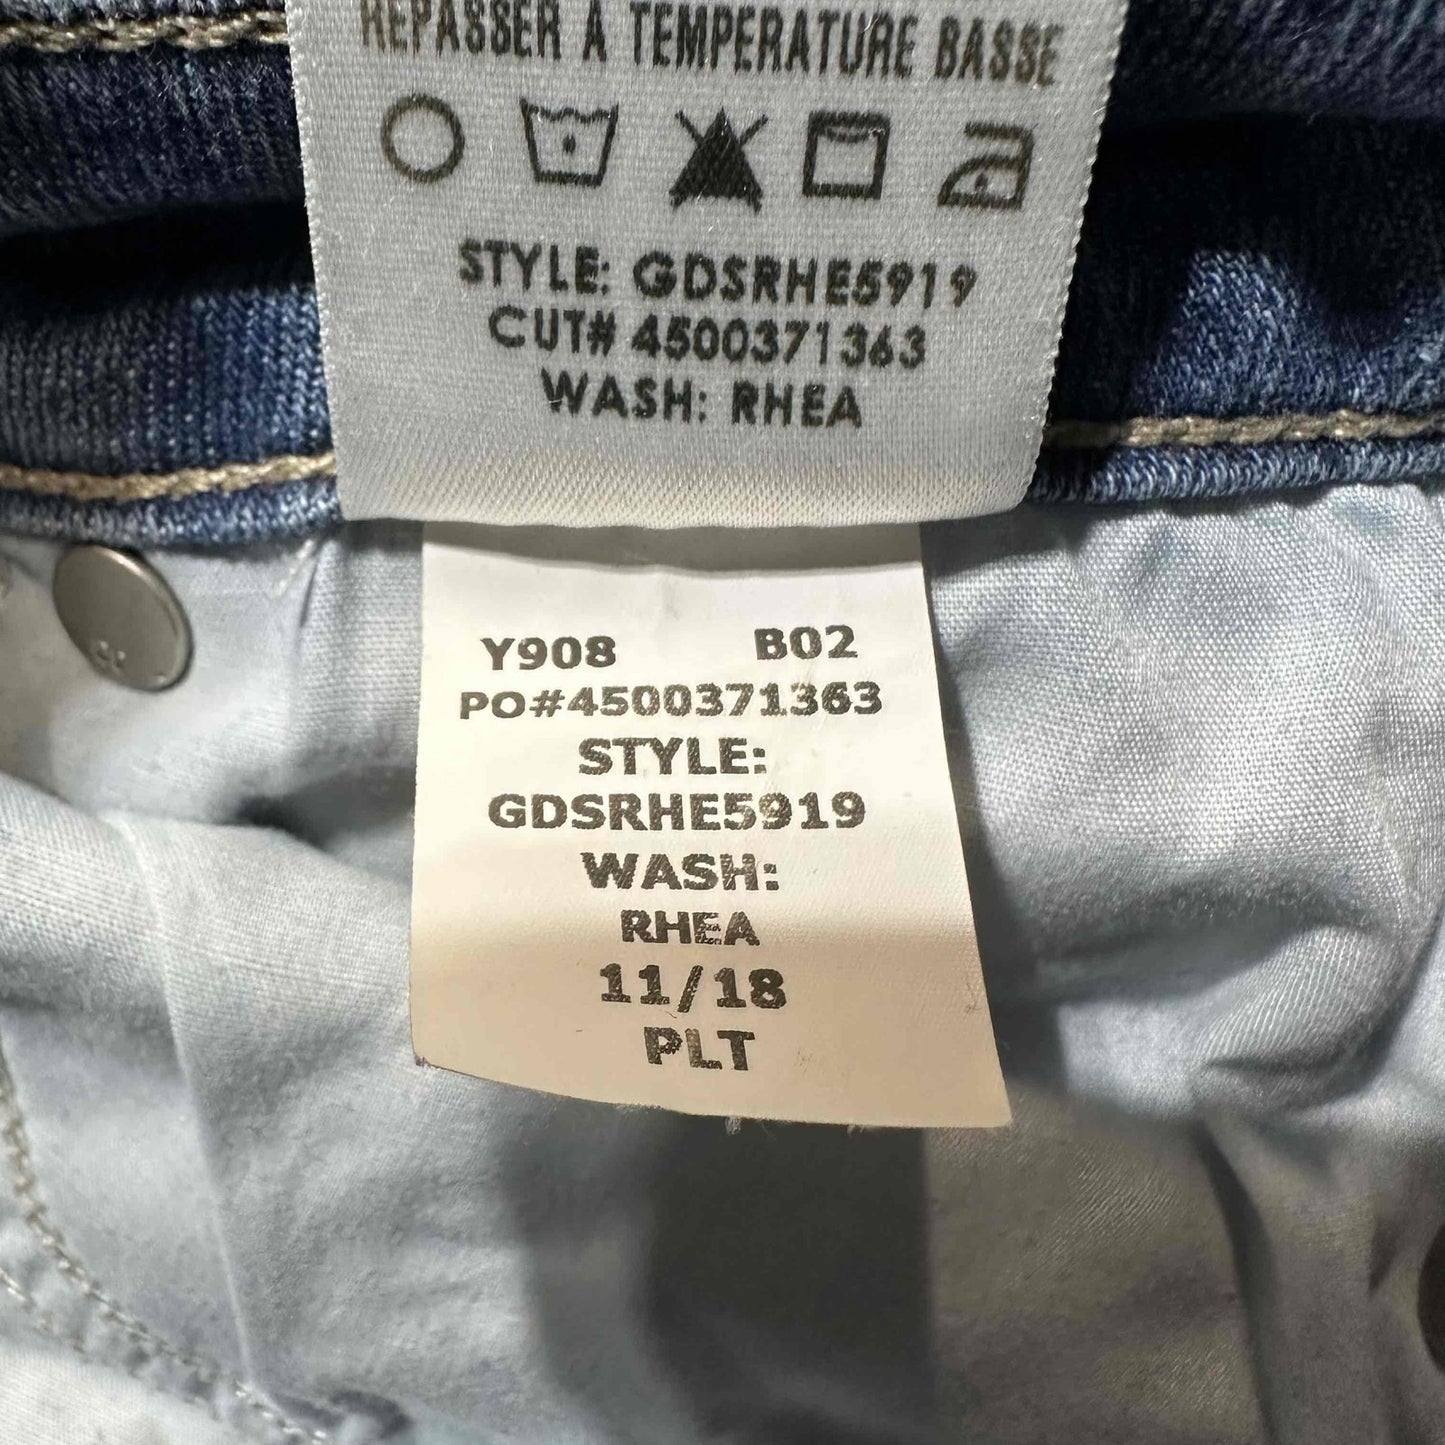 REPASSER À TEMPERATURE BASSE
STYLE: GDSRHE5919
CUT# 4500371363
WASH: RHEA
Y908 B02
PO#4500371363
STYLE:
GDSRHE5919
WASH:
RHEA
11/18
PLT